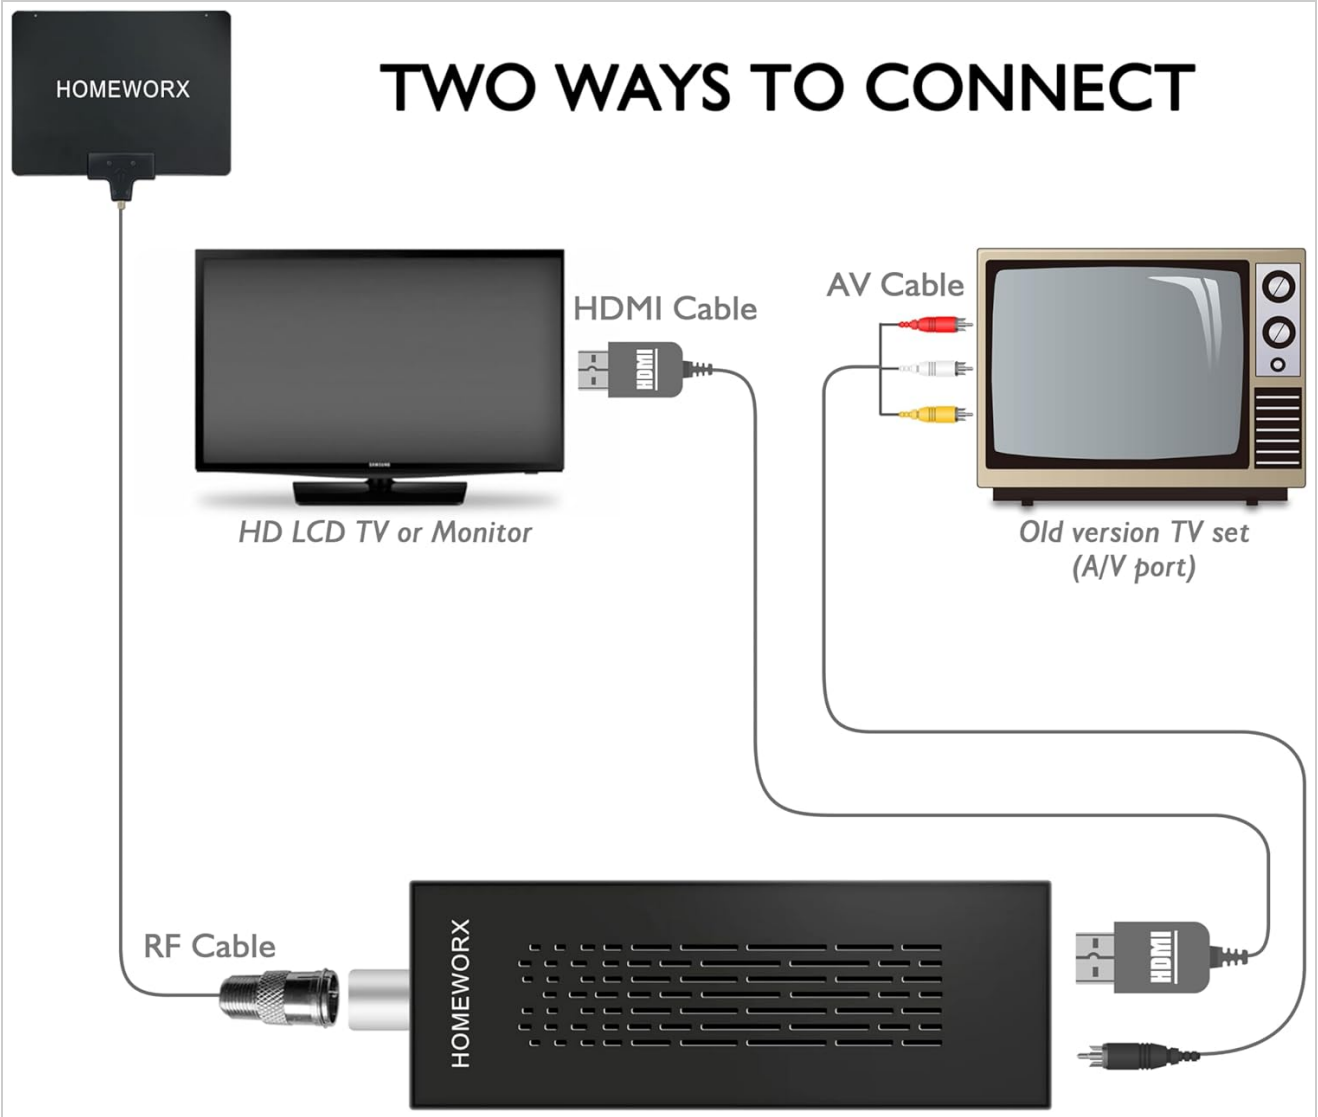 HOMEWORX
TWO WAYS TO CONNECT
HDMI Cable
HDMI
AV Cable
SAMSUNG
HD LCD TV or Monitor
Old version TV set
(A/V port)
RF Cable
HOMEWORX
HDMI